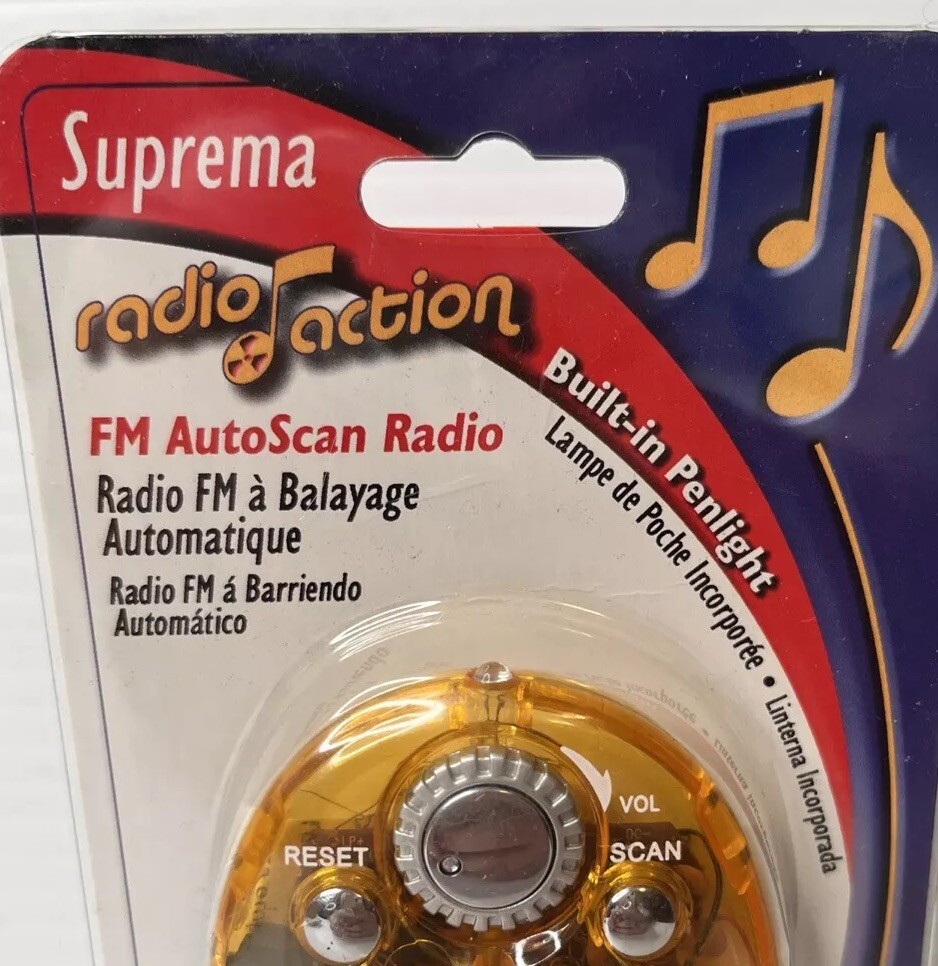 Suprema
radio action
FM AutoScan Radio
Radio FM à Balayage
Automatique
Radio FM á Barriendo
Automático
Built-in Penlight
Lampe de Poche Incorporée • Linterna Incorporada
VOL
RESET
SCAN